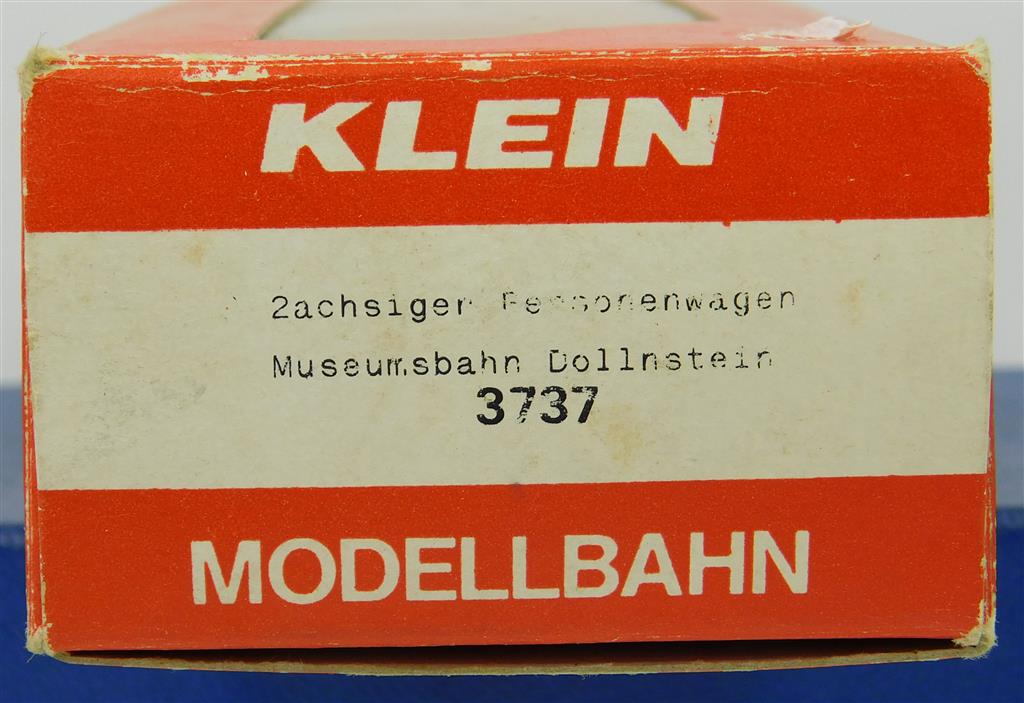 KLEIN
2achsiger Personenwagen
Museumsbahn Dollnstein
3737
MODELLBAHN